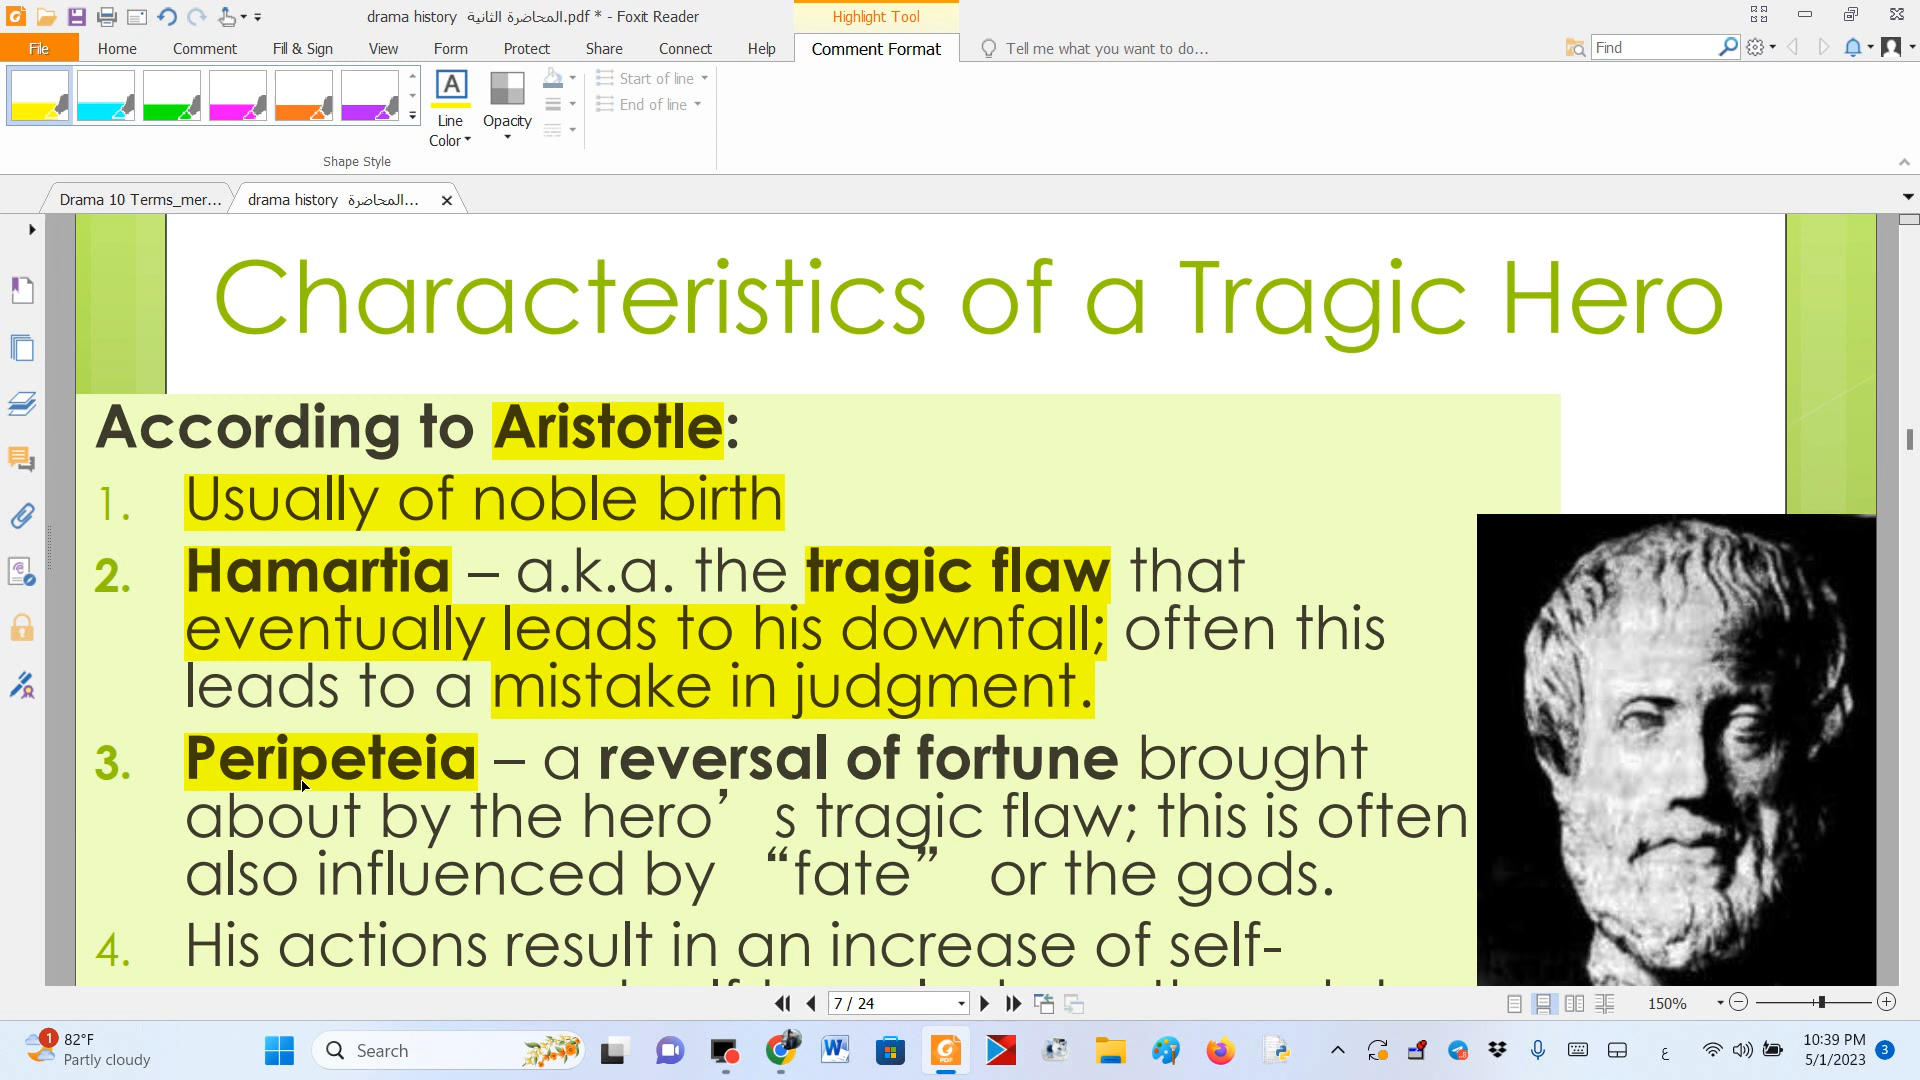 drama history المحاضرة الثانية.pdf * - Foxit Reader
Highlight Tool
File
Home
Comment
Fill & Sign
View
Form
Protect
Share
Connect
Help
Comment Format
Tell me what you want to do...
Find
Line
Color
Opacity
Start of line
End of line
Shape Style
Drama 10 Terms_mer...
drama history المحاضرة...
Characteristics of a Tragic Hero
According to Aristotle:
1. Usually of noble birth
2. Hamartia – a.k.a. the tragic flaw that
eventually leads to his downfall; often this
leads to a mistake in judgment.
3. Peripeteia – a reversal of fortune brought
about by the hero’ s tragic flaw; this is often
also influenced by “fate” or the gods.
4. His actions result in an increase of self-
7 / 24
150%
1
82°F
Partly cloudy
Search
ع
10:39 PM
5/1/2023
3